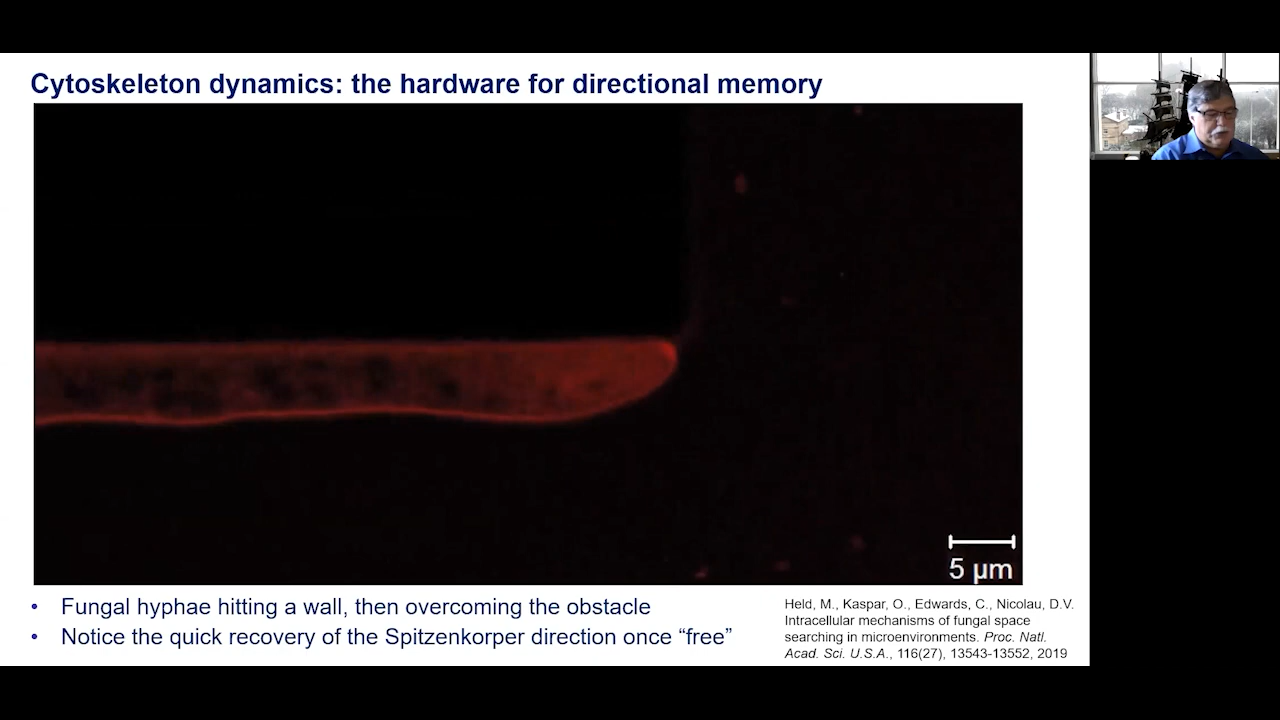 Cytoskeleton dynamics: the hardware for directional memory
5 µm
• Fungal hyphae hitting a wall, then overcoming the obstacle
• Notice the quick recovery of the Spitzenkorper direction once “free”
Held, M., Kaspar, O., Edwards, C., Nicolau, D.V.
Intracellular mechanisms of fungal space
searching in microenvironments. Proc. Natl.
Acad. Sci. U.S.A., 116(27), 13543-13552, 2019